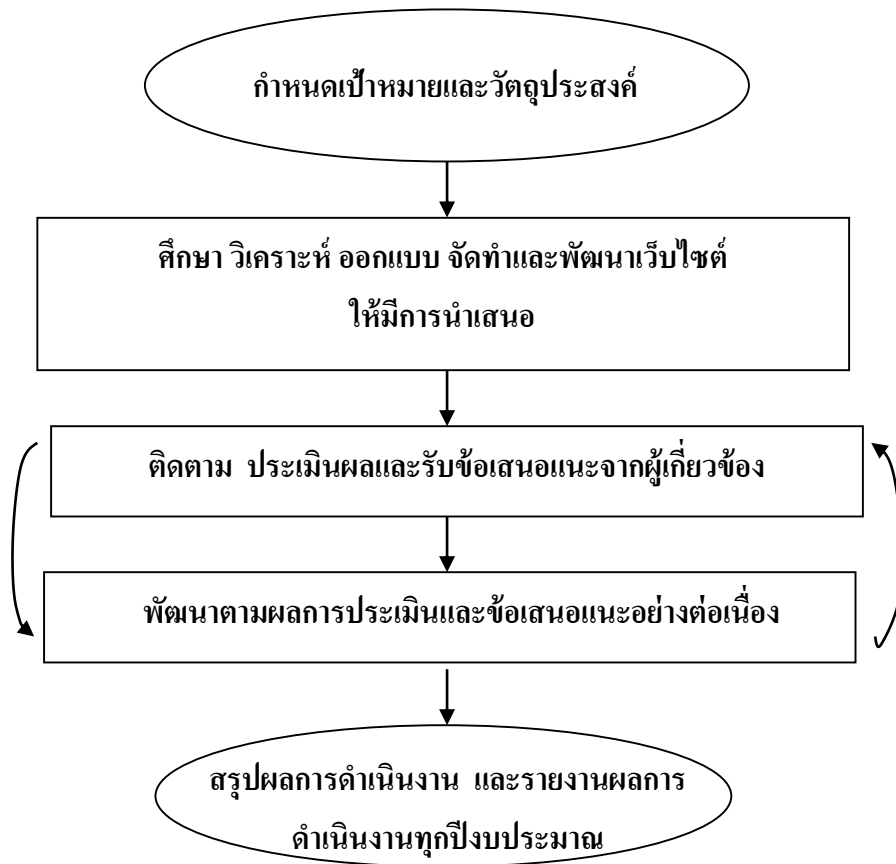 กำหนดเป้าหมายและวัตถุประสงค์
ศึกษา วิเคราะห์ ออกแบบ จัดทำและพัฒนาเว็บไซต์
ให้มีการนำเสนอ
ติดตาม ประเมินผลและรับข้อเสนอแนะจากผู้เกี่ยวข้อง
พัฒนาตามผลการประเมินและข้อเสนอแนะอย่างต่อเนื่อง
สรุปผลการดำเนินงาน และรายงานผลการ
ดำเนินงานทุกปีงบประมาณ